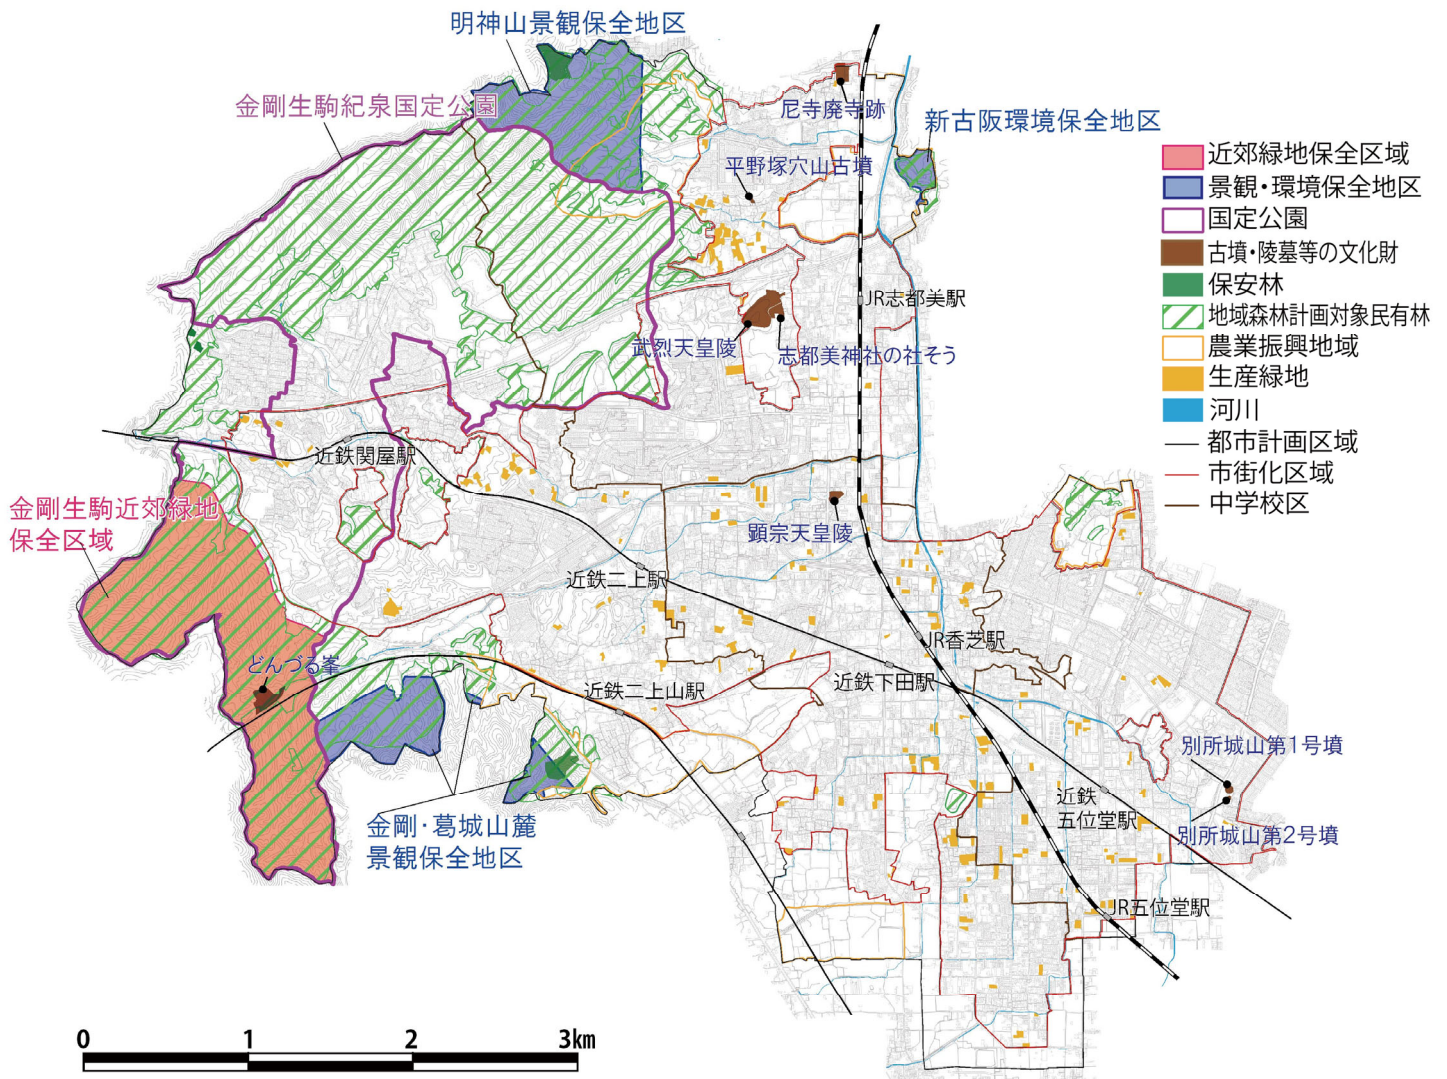 明神山景観保全地区
金剛生駒紀泉国定公園
尼寺廃寺跡
新古阪環境保全地区
平野塚穴山古墳
近郊緑地保全区域
景観・環境保全地区
国定公園
古墳・陵墓等の文化財
保安林
地域森林計画対象民有林
農業振興地域
生産緑地
河川
都市計画区域
市街化区域
中学校区
JR志都美駅
武烈天皇陵
志都美神社の社そう
近鉄関屋駅
金剛生駒近郊緑地
保全区域
顕宗天皇陵
近鉄二上駅
JR香芝駅
どんづる峯
近鉄二上山駅
近鉄下田駅
別所城山第1号墳
近鉄
五位堂駅
別所城山第2号墳
金剛・葛城山麓
景観保全地区
JR五位堂駅
0 1 2 3km